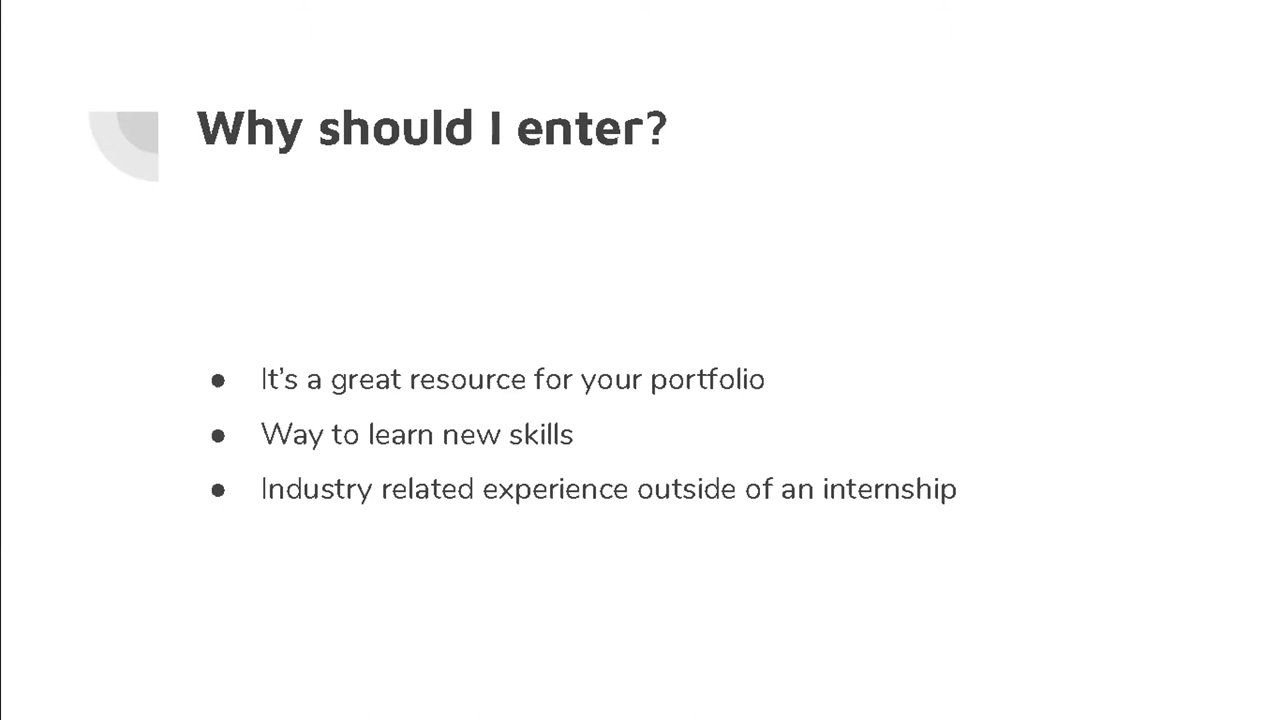 Why should I enter?
● It's a great resource for your portfolio
● Way to learn new skills
● Industry related experience outside of an internship